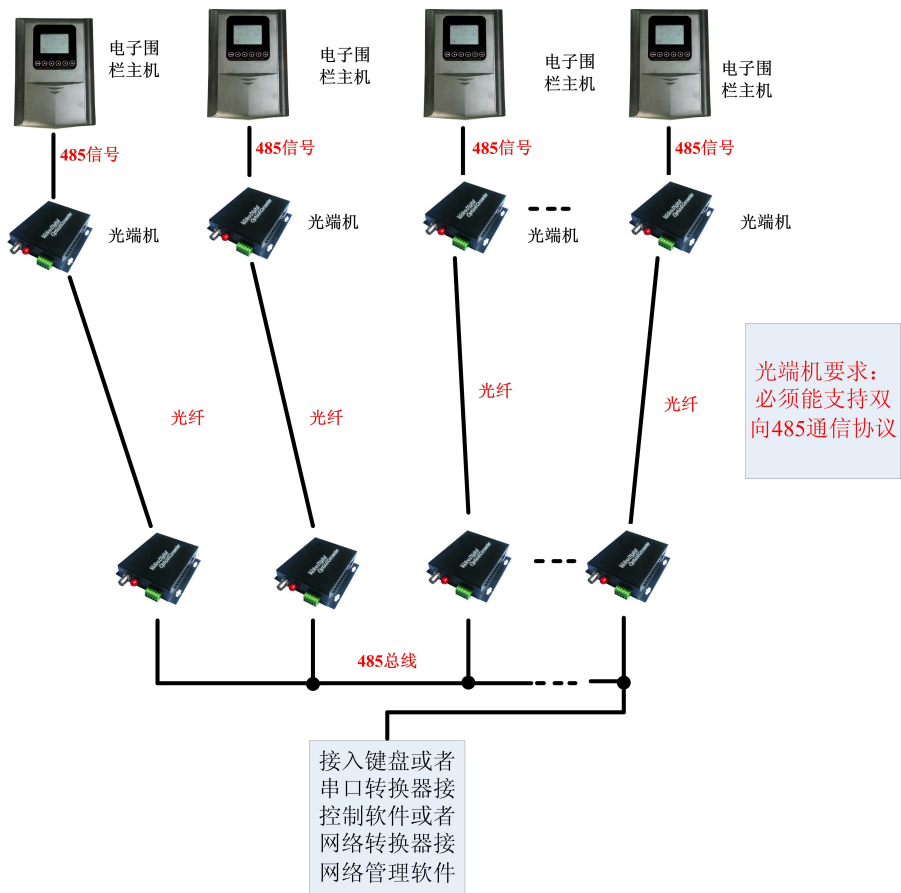 电子围
栏主机
电子围
栏主机
电子围
栏主机
电子围
栏主机
485信号
485信号
485信号
485信号
光端机
光端机
光端机
光端机
光纤
光纤
光纤
光纤
光端机要求：
必须能支持双
向485通信协议
485总线
接入键盘或者
串口转换器接
控制软件或者
网络转换器接
网络管理软件